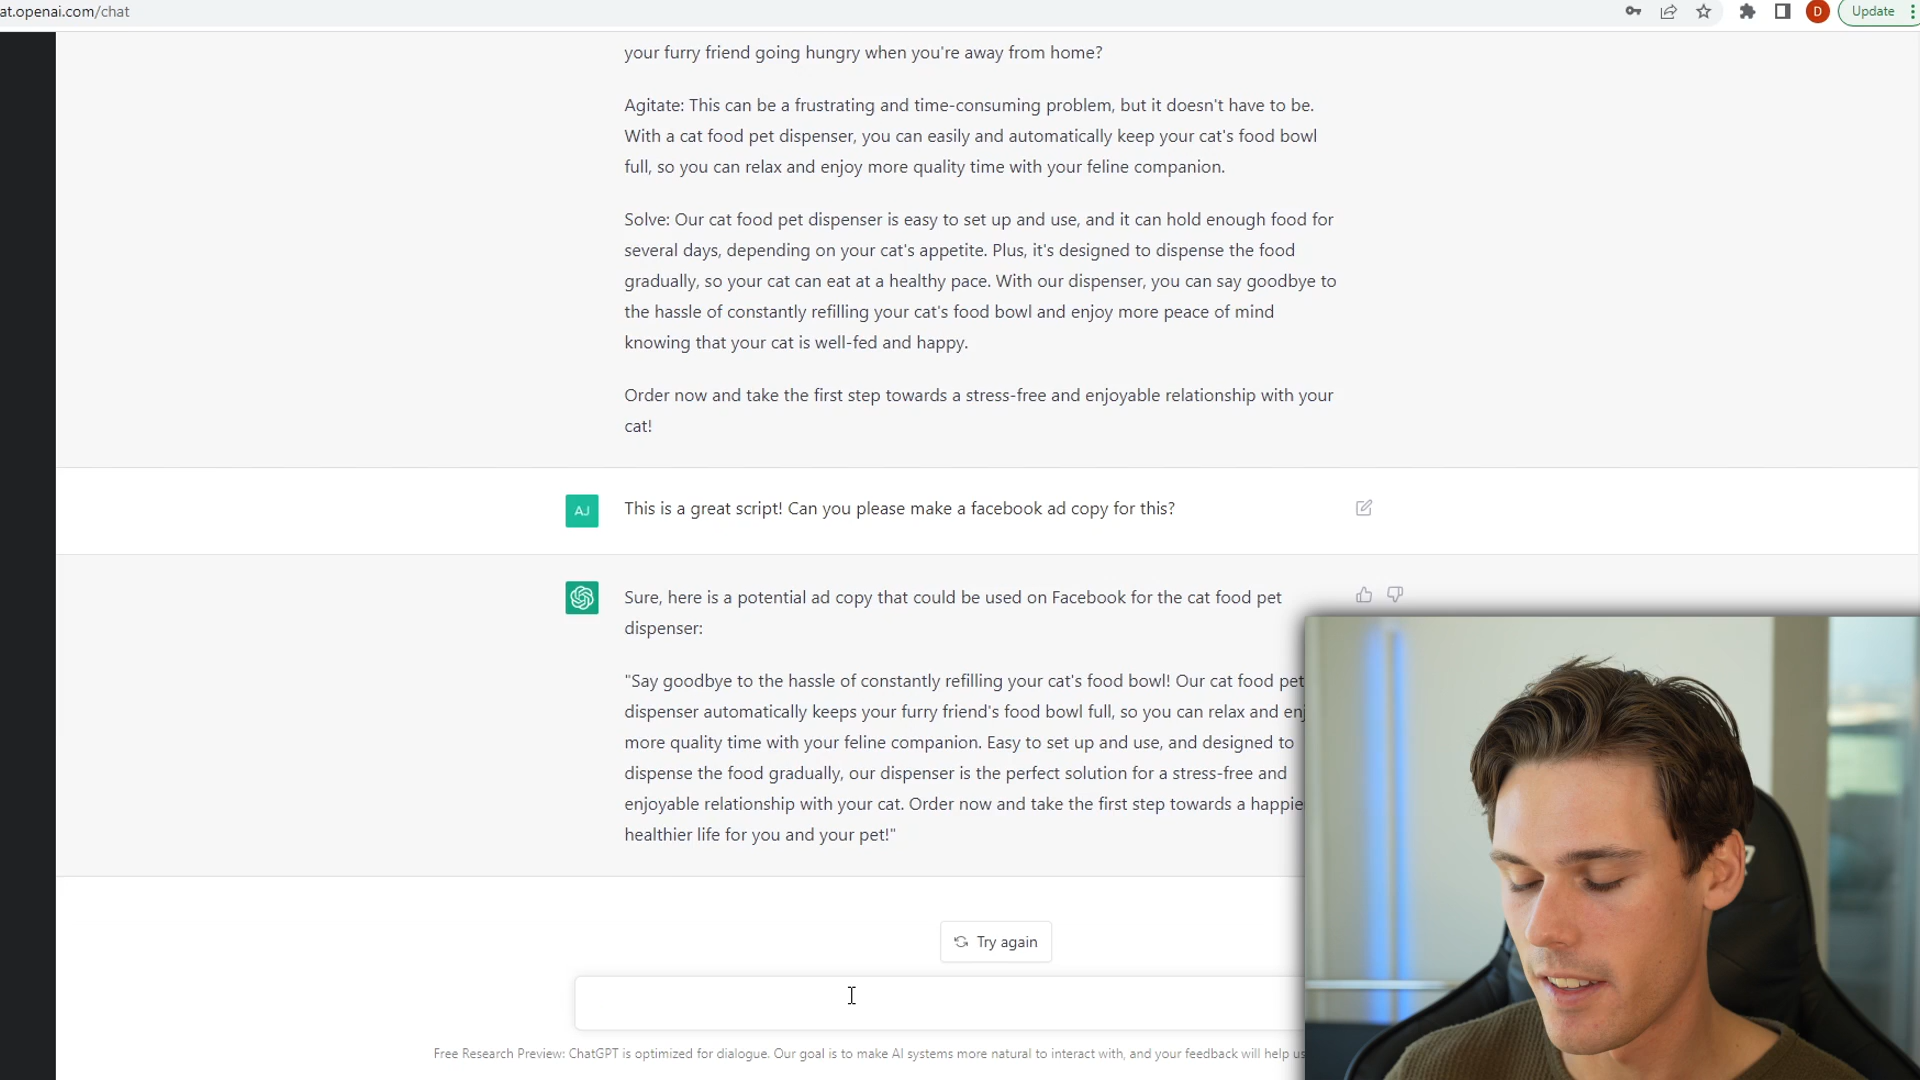 at.openai.com/chat
D
Update
your furry friend going hungry when you're away from home?
Agitate: This can be a frustrating and time-consuming problem, but it doesn't have to be.
With a cat food pet dispenser, you can easily and automatically keep your cat's food bowl
full, so you can relax and enjoy more quality time with your feline companion.
Solve: Our cat food pet dispenser is easy to set up and use, and it can hold enough food for
several days, depending on your cat's appetite. Plus, it's designed to dispense the food
gradually, so your cat can eat at a healthy pace. With our dispenser, you can say goodbye to
the hassle of constantly refilling your cat's food bowl and enjoy more peace of mind
knowing that your cat is well-fed and happy.
Order now and take the first step towards a stress-free and enjoyable relationship with your
cat!
AJ
This is a great script! Can you please make a facebook ad copy for this?
Sure, here is a potential ad copy that could be used on Facebook for the cat food pet
dispenser:
"Say goodbye to the hassle of constantly refilling your cat's food bowl! Our cat food pet
dispenser automatically keeps your furry friend's food bowl full, so you can relax and en
more quality time with your feline companion. Easy to set up and use, and designed to
dispense the food gradually, our dispenser is the perfect solution for a stress-free and
enjoyable relationship with your cat. Order now and take the first step towards a happie
healthier life for you and your pet!"
Try again
Free Research Preview: ChatGPT is optimized for dialogue. Our goal is to make AI systems more natural to interact with, and your feedback will help us